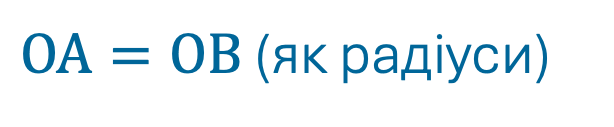 OA = OB (як радіуси)